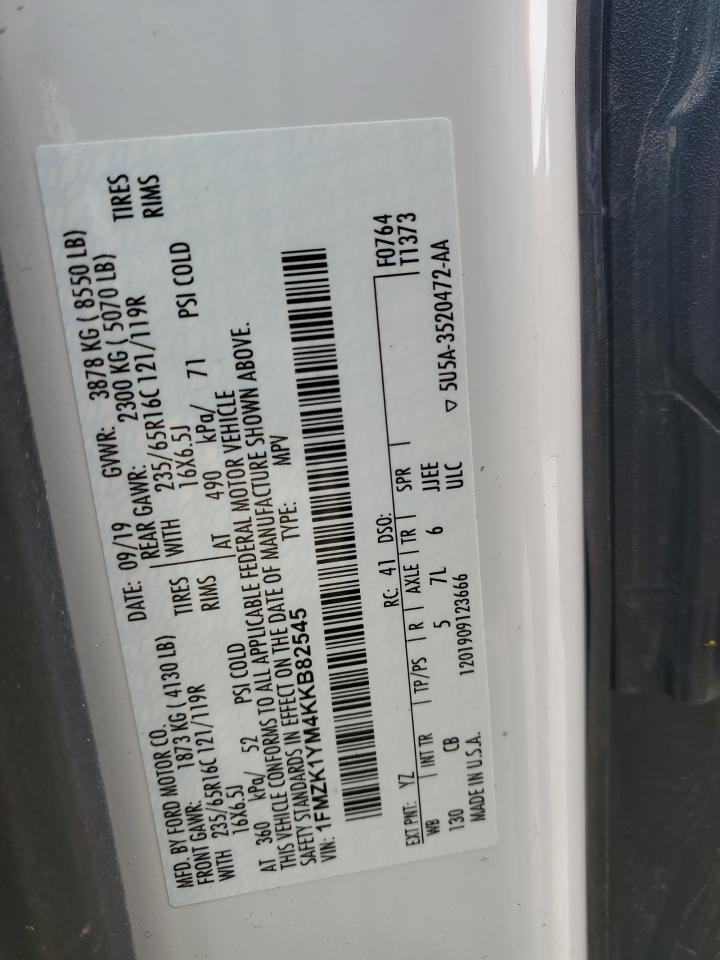 MFD. BY FORD MOTOR CO.
DATE: 09/19 GVWR: 3878 KG ( 8550 LB)
FRONT GAWR: 1873 KG ( 4130 LB) REAR GAWR: 2300 KG ( 5070 LB)
WITH 235/65R16C 121/119R TIRES WITH 235/65R16C 121/119R TIRES
16X6.5J RIMS 16X6.5J RIMS
AT 360 kPa/ 52 PSI COLD AT 490 kPa/ 71 PSI COLD
THIS VEHICLE CONFORMS TO ALL APPLICABLE FEDERAL MOTOR VEHICLE
SAFETY STANDARDS IN EFFECT ON THE DATE OF MANUFACTURE SHOWN ABOVE.
VIN: 1FMZK1YM4KKB82545 TYPE: MPV
EXT PNT: YZ RC: 41 DSO: F0764
WB INT TR TP/PS R AXLE TR SPR T1373
130 CB 5 7L 6 JJEE
MADE IN U.S.A. 1201909123666 ULC
▽ 5U5A-3520472-AA